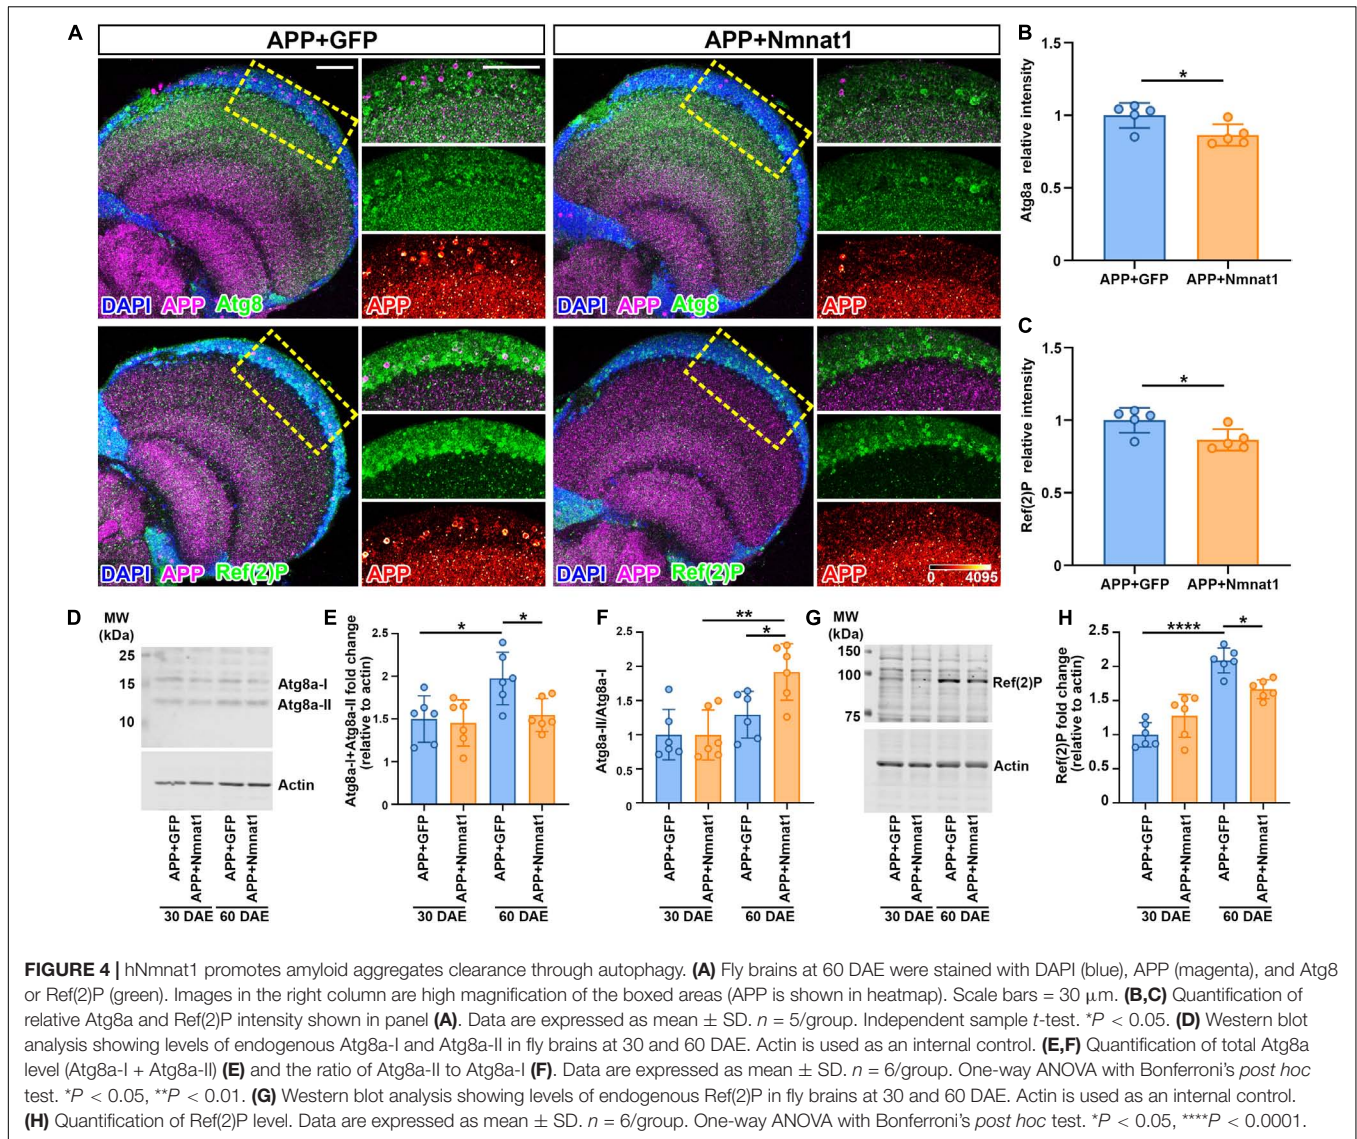 A
APP+GFP
APP+Nmnat1
DAPI APP Atg8
APP
DAPI APP Atg8
APP
DAPI APP Ref(2)P
APP
DAPI APP Ref(2)P
APP
0 4095
B
Atg8a relative intensity
1.5
*
1.0
0.5
0.0
APP+GFP APP+Nmnat1
C
Ref(2)P relative intensity
1.5
*
1.0
0.5
0.0
APP+GFP APP+Nmnat1
D
MW
(kDa)
25
15
10
Atg8a-I
Atg8a-II
Actin
APP+GFP
APP+Nmnat1
APP+GFP
APP+Nmnat1
30 DAE 60 DAE
E
Atg8a-I+Atg8a-II fold change
(relative to actin)
2.5
2
1.5
1
0
* *
APP+GFP
APP+Nmnat1
APP+GFP
APP+Nmnat1
30 DAE 60 DAE
F
Atg8a-II/Atg8a-I
2.5
2
1.5
1
0.5
0
**
*
APP+GFP
APP+Nmnat1
APP+GFP
APP+Nmnat1
30 DAE 60 DAE
G
MW
(kDa)
150
100
75
Ref(2)P
Actin
APP+GFP
APP+Nmnat1
APP+GFP
APP+Nmnat1
30 DAE 60 DAE
H
Ref(2)P fold change
(relative to actin)
2.5
2
1.5
1
0.5
0
**** *
APP+GFP
APP+Nmnat1
APP+GFP
APP+Nmnat1
30 DAE 60 DAE
FIGURE 4 | hNmnat1 promotes amyloid aggregates clearance through autophagy. (A) Fly brains at 60 DAE were stained with DAPI (blue), APP (magenta), and Atg8
or Ref(2)P (green). Images in the right column are high magnification of the boxed areas (APP is shown in heatmap). Scale bars = 30 μm. (B,C) Quantification of
relative Atg8a and Ref(2)P intensity shown in panel (A). Data are expressed as mean ± SD. n = 5/group. Independent sample t-test. *P < 0.05. (D) Western blot
analysis showing levels of endogenous Atg8a-I and Atg8a-II in fly brains at 30 and 60 DAE. Actin is used as an internal control. (E,F) Quantification of total Atg8a
level (Atg8a-I + Atg8a-II) (E) and the ratio of Atg8a-II to Atg8a-I (F). Data are expressed as mean ± SD. n = 6/group. One-way ANOVA with Bonferroni's post hoc
test. *P < 0.05, **P < 0.01. (G) Western blot analysis showing levels of endogenous Ref(2)P in fly brains at 30 and 60 DAE. Actin is used as an internal control.
(H) Quantification of Ref(2)P level. Data are expressed as mean ± SD. n = 6/group. One-way ANOVA with Bonferroni's post hoc test. *P < 0.05, ****P < 0.0001.